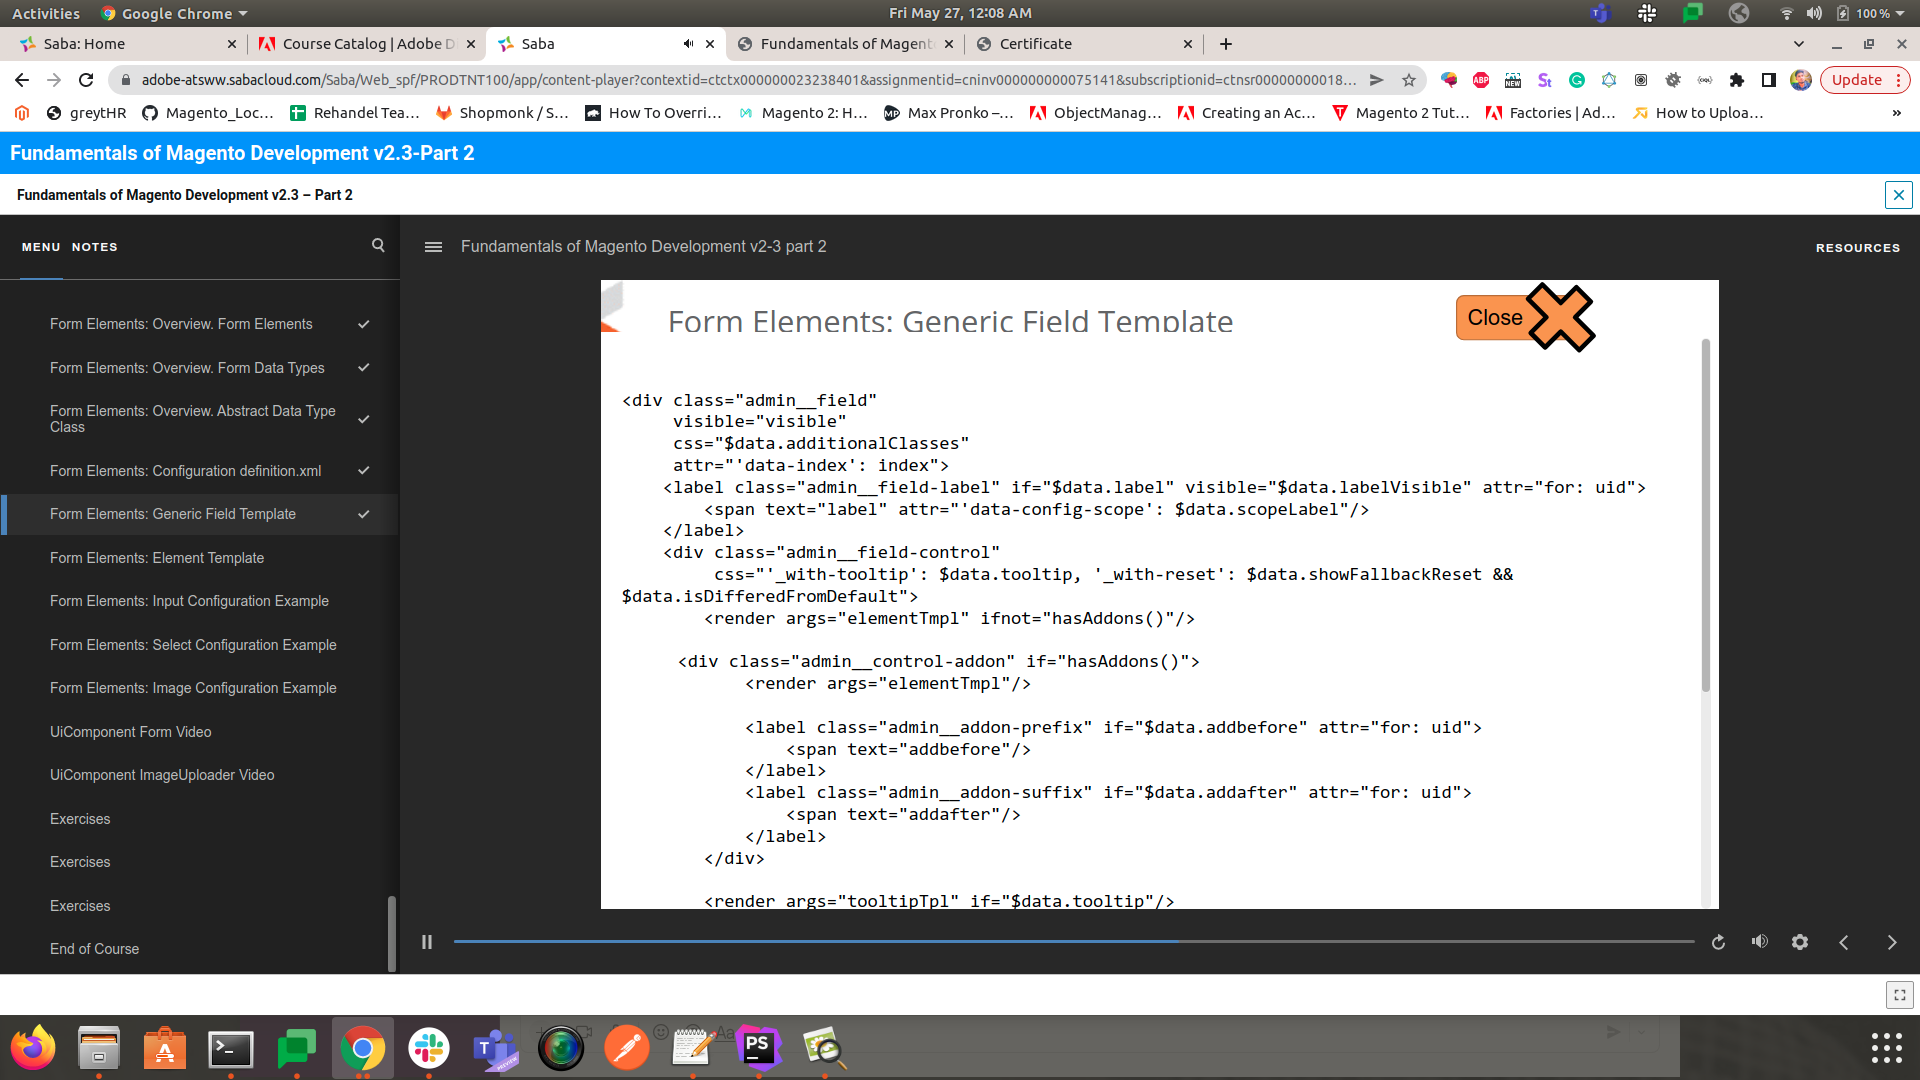 Activities Google Chrome Fri May 27, 12:08 AM 100 %
Saba: Home Course Catalog | Adobe D Saba Fundamentals of Magent Certificate
adobe-atsww.sabacloud.com/Saba/Web_spf/PRODTNT100/app/content-player?contextid=ctctx000000023238401&assignmentid=cninv000000000075141&subscriptionid=ctnsr00000000018... ABP NEW St Update
greytHR Magento_Loc... Rehandel Tea... Shopmonk / S... How To Overri... Magento 2: H... Max Pronko –... ObjectManag... Creating an Ac... Magento 2 Tut... Factories | Ad... How to Uploa... »
Fundamentals of Magento Development v2.3-Part 2
Fundamentals of Magento Development v2.3 – Part 2
MENU NOTES
Fundamentals of Magento Development v2-3 part 2
RESOURCES
Form Elements: Overview. Form Elements
Form Elements: Overview. Form Data Types
Form Elements: Overview. Abstract Data Type
Class
Form Elements: Configuration definition.xml
Form Elements: Generic Field Template
Form Elements: Element Template
Form Elements: Input Configuration Example
Form Elements: Select Configuration Example
Form Elements: Image Configuration Example
UiComponent Form Video
UiComponent ImageUploader Video
Exercises
Exercises
Exercises
End of Course
Form Elements: Generic Field Template
Close
<div class="admin__field"
visible="visible"
css="$data.additionalClasses"
attr="'data-index': index">
<label class="admin__field-label" if="$data.label" visible="$data.labelVisible" attr="for: uid">
<span text="label" attr="'data-config-scope': $data.scopeLabel"/>
</label>
<div class="admin__field-control"
css="'_with-tooltip': $data.tooltip, '_with-reset': $data.showFallbackReset &&
$data.isDifferedFromDefault">
<render args="elementTmpl" ifnot="hasAddons()"/>
<div class="admin__control-addon" if="hasAddons()">
<render args="elementTmpl"/>
<label class="admin__addon-prefix" if="$data.addbefore" attr="for: uid">
<span text="addbefore"/>
</label>
<label class="admin__addon-suffix" if="$data.addafter" attr="for: uid">
<span text="addafter"/>
</label>
</div>
<render args="tooltipTpl" if="$data.tooltip"/>
PS